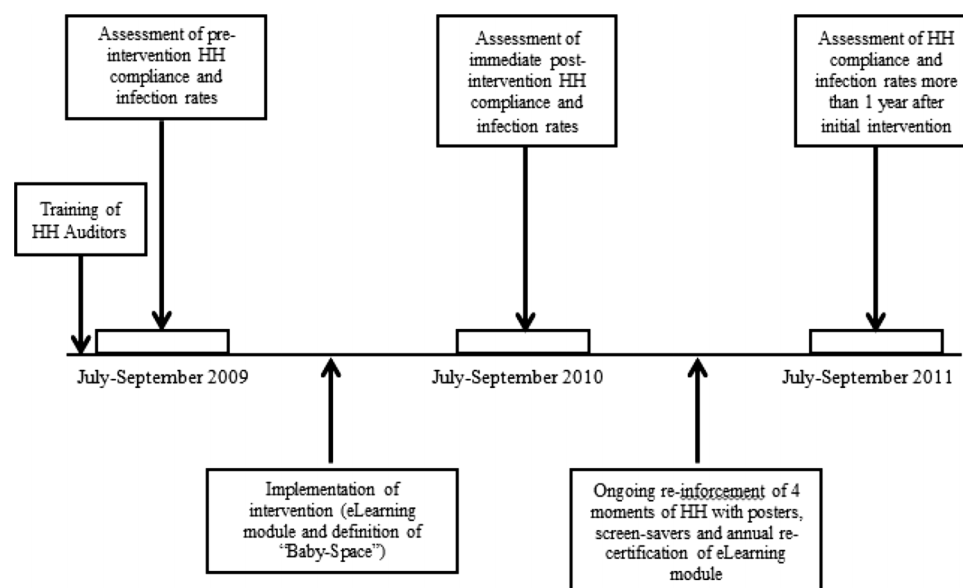 Assessment of pre-
intervention HH
compliance and
infection rates
Assessment of
immediate post-
intervention HH
compliance and
infection rates
Assessment of HH
compliance and
infection rates more
than 1 year after
initial intervention
Training of
HH Auditors
July-September 2009
July-September 2010
July-September 2011
Implementation of
intervention (eLearning
module and definition of
“Baby-Space”)
Ongoing re-inforcement of 4
moments of HH with posters,
screen-savers and annual re-
certification of eLearning
module